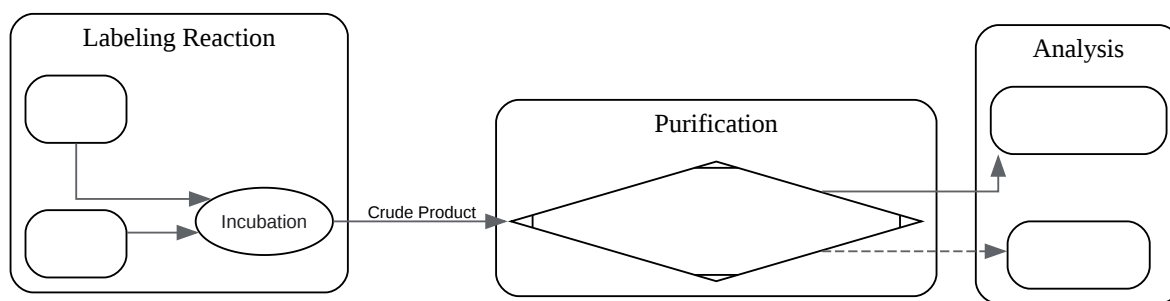 Labeling Reaction
Incubation
Crude Product
Purification
Analysis